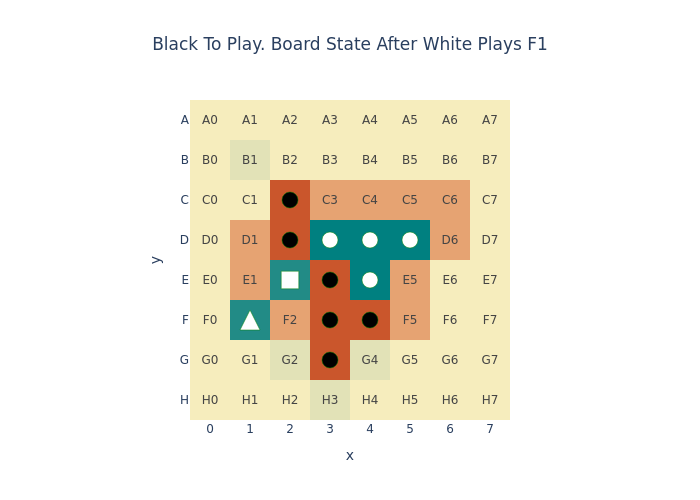 Black To Play. Board State After White Plays F1
A A0 A1 A2 A3 A4 A5 A6 A7
B B0 B1 B2 B3 B4 B5 B6 B7
C C0 C1 C3 C4 C5 C6 C7
D D0 D1 D6 D7
y
E E0 E1 E5 E6 E7
F F0 F2 F5 F6 F7
G G0 G1 G2 G4 G5 G6 G7
H H0 H1 H2 H3 H4 H5 H6 H7
0 1 2 3 4 5 6 7
x